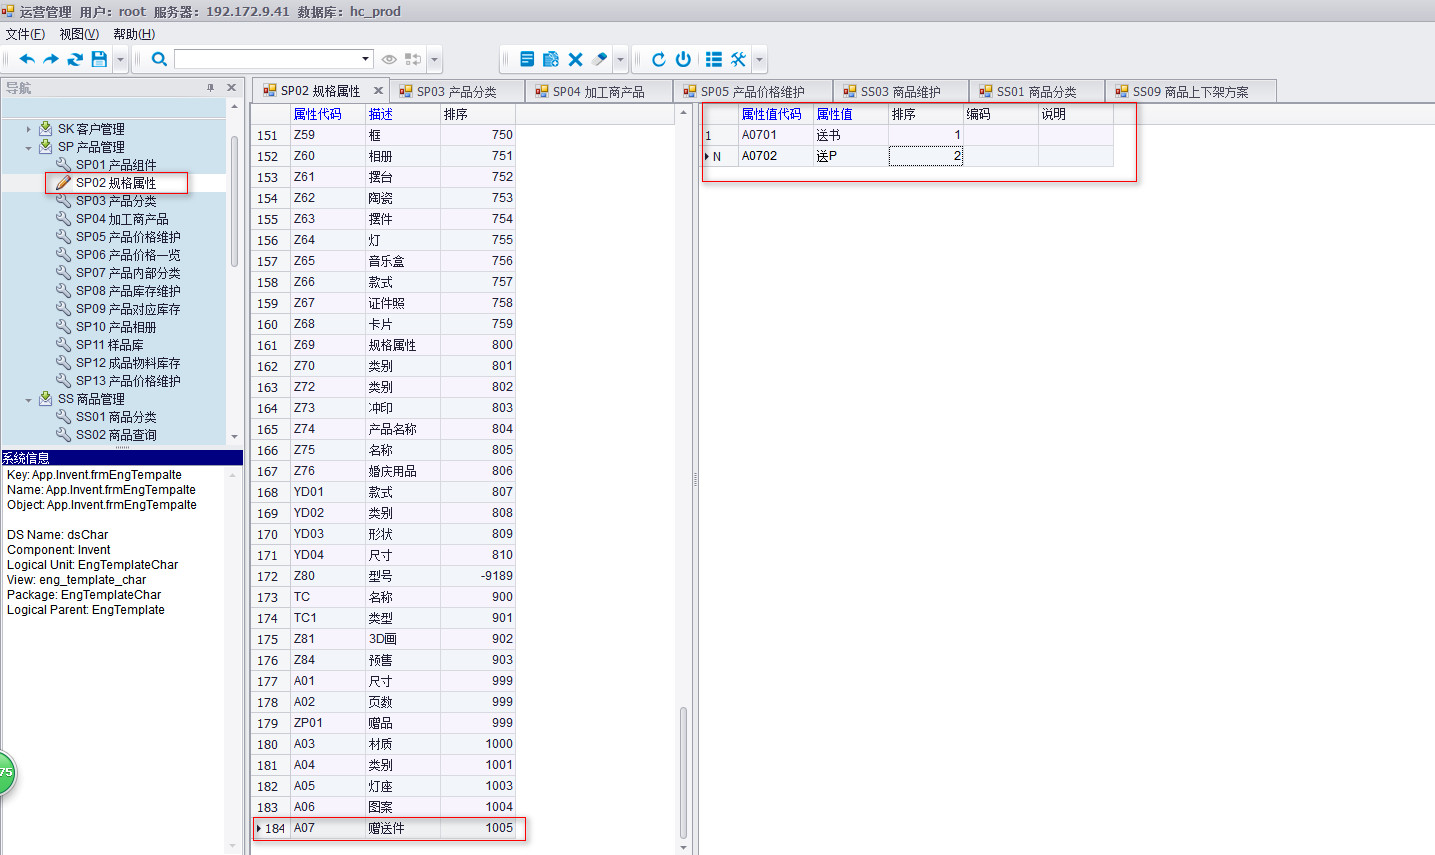 运营管理 用户：root 服务器：192.172.9.41 数据库：hc_prod
文件(F) 视图(V) 帮助(H)
导航
SK 客户管理
SP 产品管理
SP01 产品组件
SP02 规格属性
SP03 产品分类
SP04 加工商产品
SP05 产品价格维护
SP06 产品价格一览
SP07 产品内部分类
SP08 产品库存维护
SP09 产品对应库存
SP10 产品相册
SP11 样品库
SP12 成品物料库存
SP13 产品价格维护
SS 商品管理
SS01 商品分类
SS02 商品查询
系统信息
Key: App.Invent.frmEngTempalte
Name: App.Invent.frmEngTempalte
Object: App.Invent.frmEngTempalte
DS Name: dsChar
Component: Invent
Logical Unit: EngTemplateChar
View: eng_template_char
Package: EngTemplateChar
Logical Parent: EngTemplate
75
SP02 规格属性 SP03 产品分类 SP04 加工商产品 SP05 产品价格维护 SS03 商品维护 SS01 商品分类 SS09 商品上下架方案
属性代码 描述 排序
151 Z59 框 750
152 Z60 相册 751
153 Z61 摆台 752
154 Z62 陶瓷 753
155 Z63 摆件 754
156 Z64 灯 755
157 Z65 音乐盒 756
158 Z66 款式 757
159 Z67 证件照 758
160 Z68 卡片 759
161 Z69 规格属性 800
162 Z70 类别 801
163 Z72 类别 802
164 Z73 冲印 803
165 Z74 产品名称 804
166 Z75 名称 805
167 Z76 婚庆用品 806
168 YD01 款式 807
169 YD02 类别 808
170 YD03 形状 809
171 YD04 尺寸 810
172 Z80 型号 -9189
173 TC 名称 900
174 TC1 类型 901
175 Z81 3D画 902
176 Z84 预售 903
177 A01 尺寸 999
178 A02 页数 999
179 ZP01 赠品 999
180 A03 材质 1000
181 A04 类别 1001
182 A05 灯座 1003
183 A06 图案 1004
184 A07 赠送件 1005
属性值代码 属性值 排序 编码 说明
1 A0701 送书 1
N A0702 送P 2